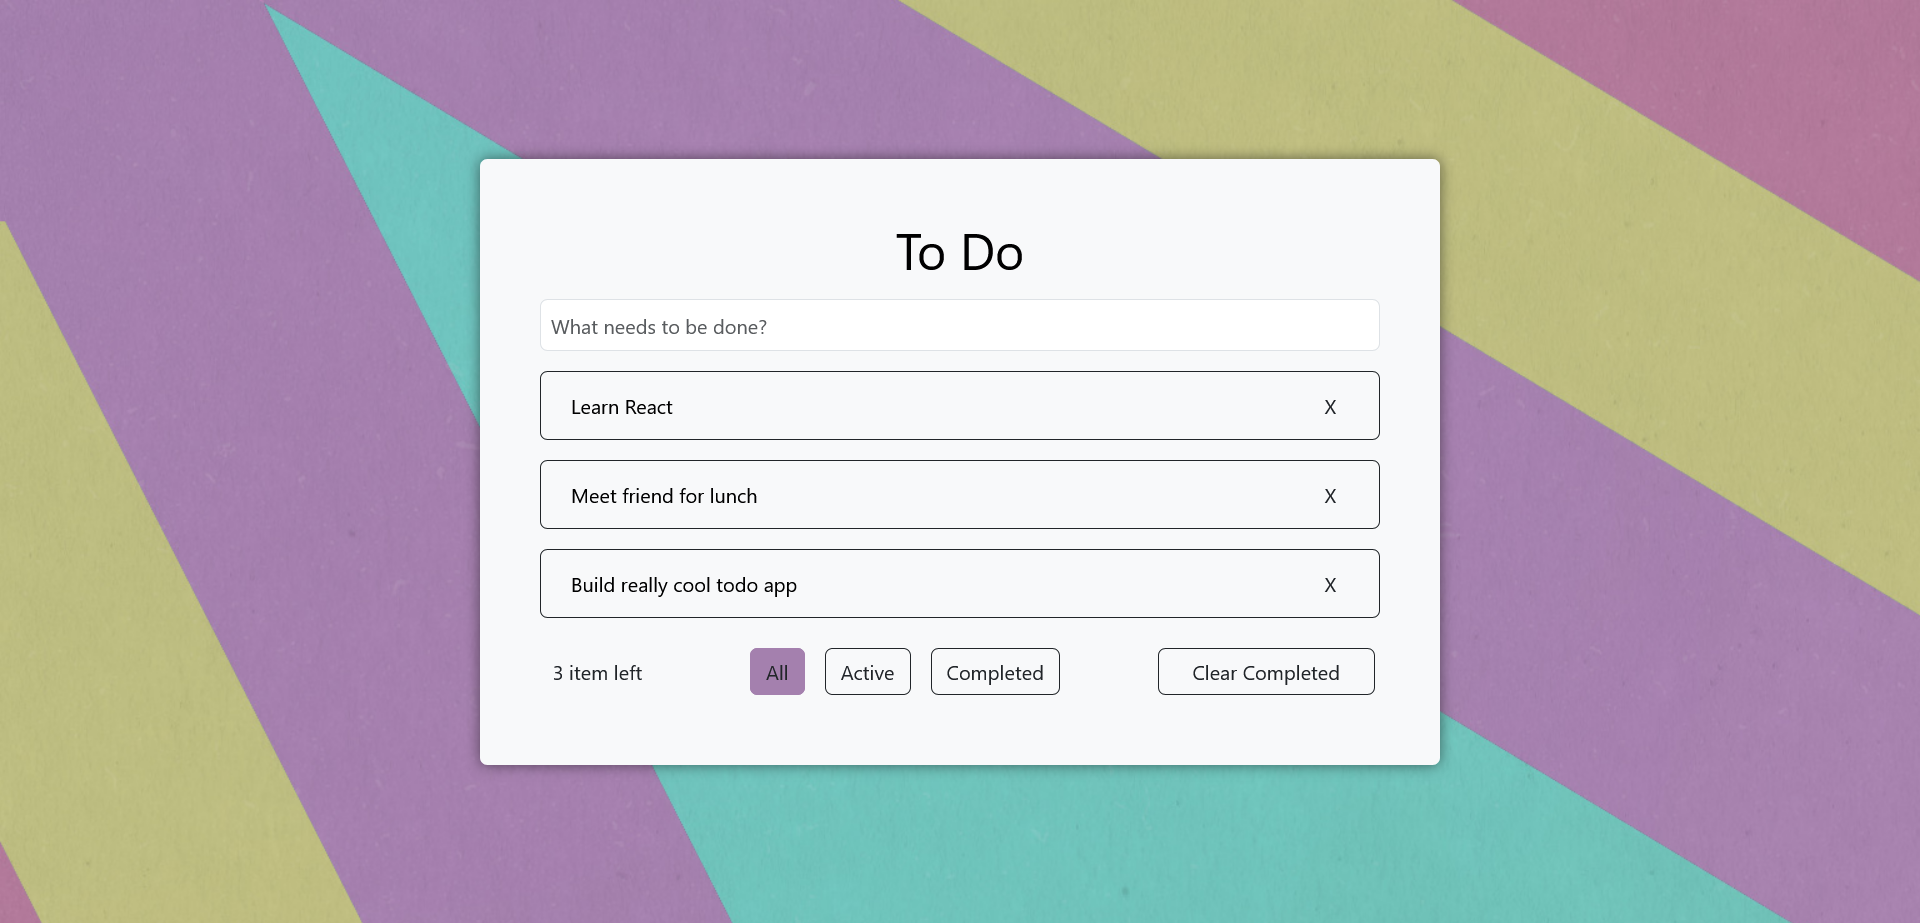 To Do
What needs to be done?
Learn React X
Meet friend for lunch X
Build really cool todo app X
3 item left All Active Completed Clear Completed